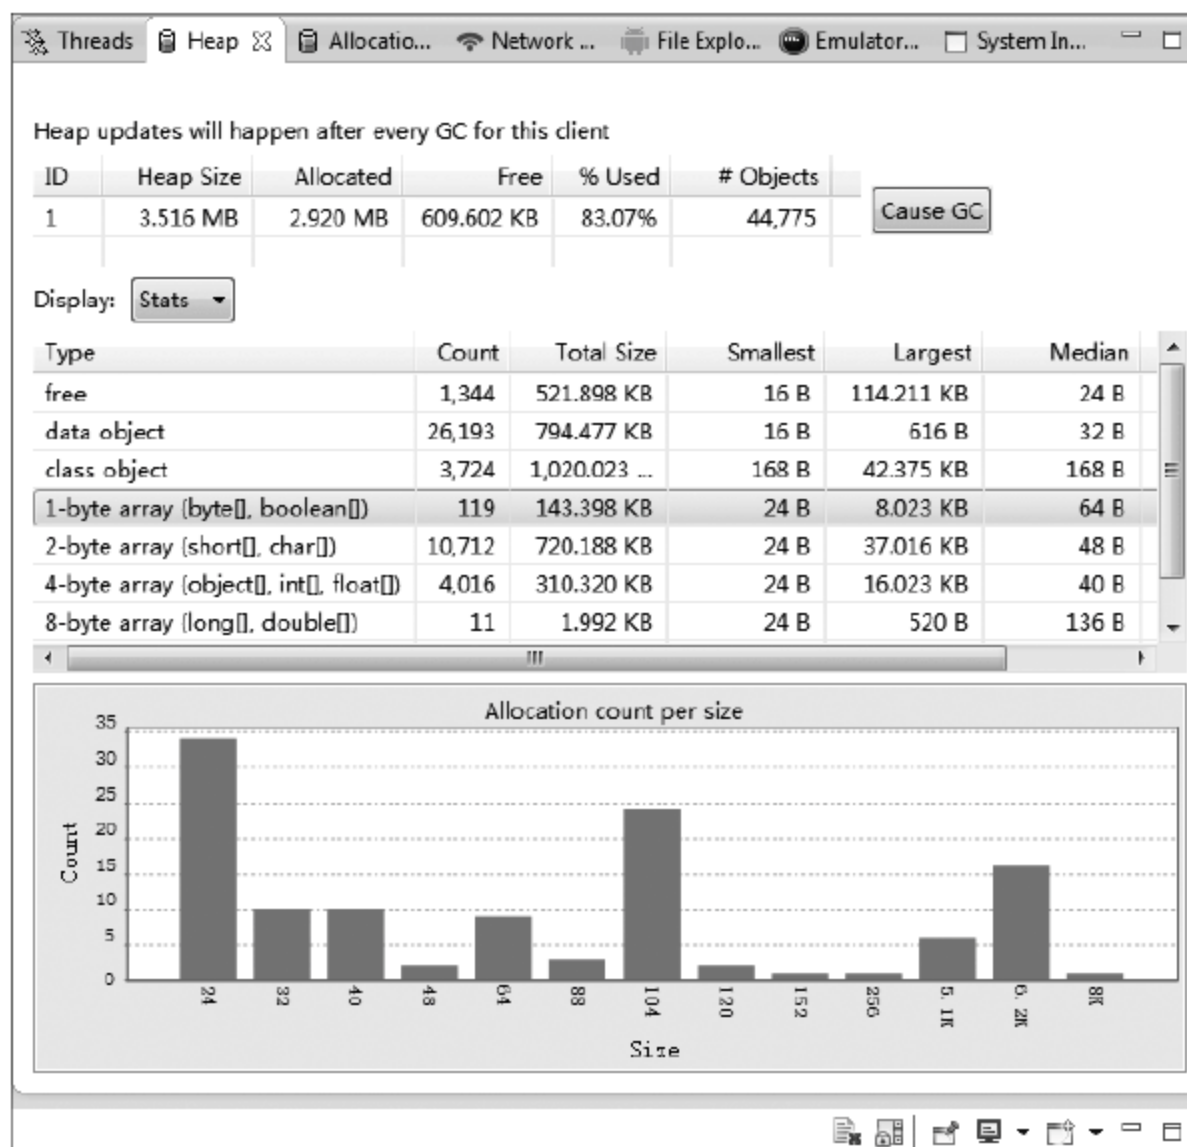 Threads Heap Allocatio... Network ... File Explo... Emulator... System In...
Heap updates will happen after every GC for this client
ID Heap Size Allocated Free % Used # Objects
1 3.516 MB 2.920 MB 609.602 KB 83.07% 44,775
Cause GC
Display: Stats
Type Count Total Size Smallest Largest Median
free 1,344 521.898 KB 16 B 114.211 KB 24 B
data object 26,193 794.477 KB 16 B 616 B 32 B
class object 3,724 1,020.023 ... 168 B 42.375 KB 168 B
1-byte array (byte[], boolean[]) 119 143.398 KB 24 B 8.023 KB 64 B
2-byte array (short[], char[]) 10,712 720.188 KB 24 B 37.016 KB 48 B
4-byte array (object[], int[], float[]) 4,016 310.320 KB 24 B 16.023 KB 40 B
8-byte array (long[], double[]) 11 1.992 KB 24 B 520 B 136 B
Allocation count per size
35
30
25
20
15
10
5
0
Count
24 32 40 48 64 88 104 120 152 256 5.1K 6.2K 8K
Size